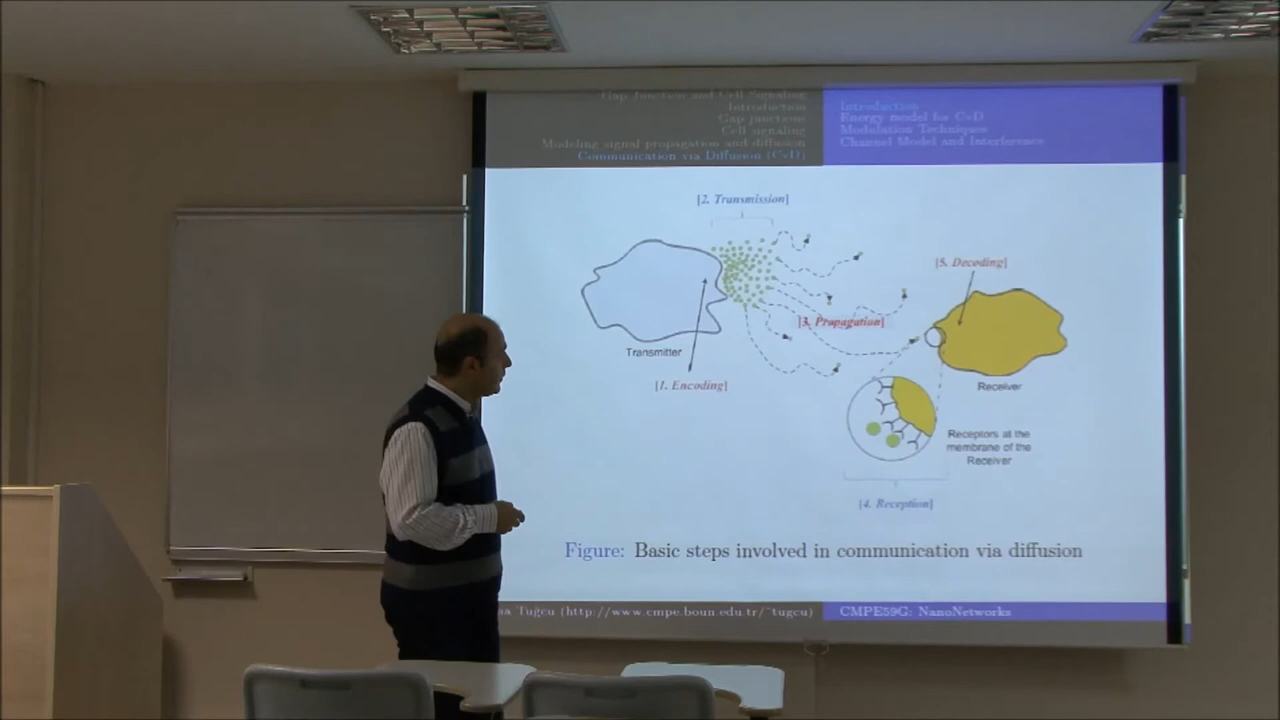 Gap Junction and Cell Signaling
Introduction
Gap junctions
Cell signaling
Modeling signal propagation and diffusion
Communication via Diffusion (CvD)
Introduction
Energy model for CvD
Modulation Techniques
Channel Model and Interference
[2. Transmission]
[5. Decoding]
[3. Propagation]
Transmitter
[1. Encoding]
Receiver
Receptors at the
membrane of the
Receiver
[4. Reception]
Figure: Basic steps involved in communication via diffusion
Tuğcu (http://www.cmpe.boun.edu.tr/~tugcu)
CMPE59G: NanoNetworks